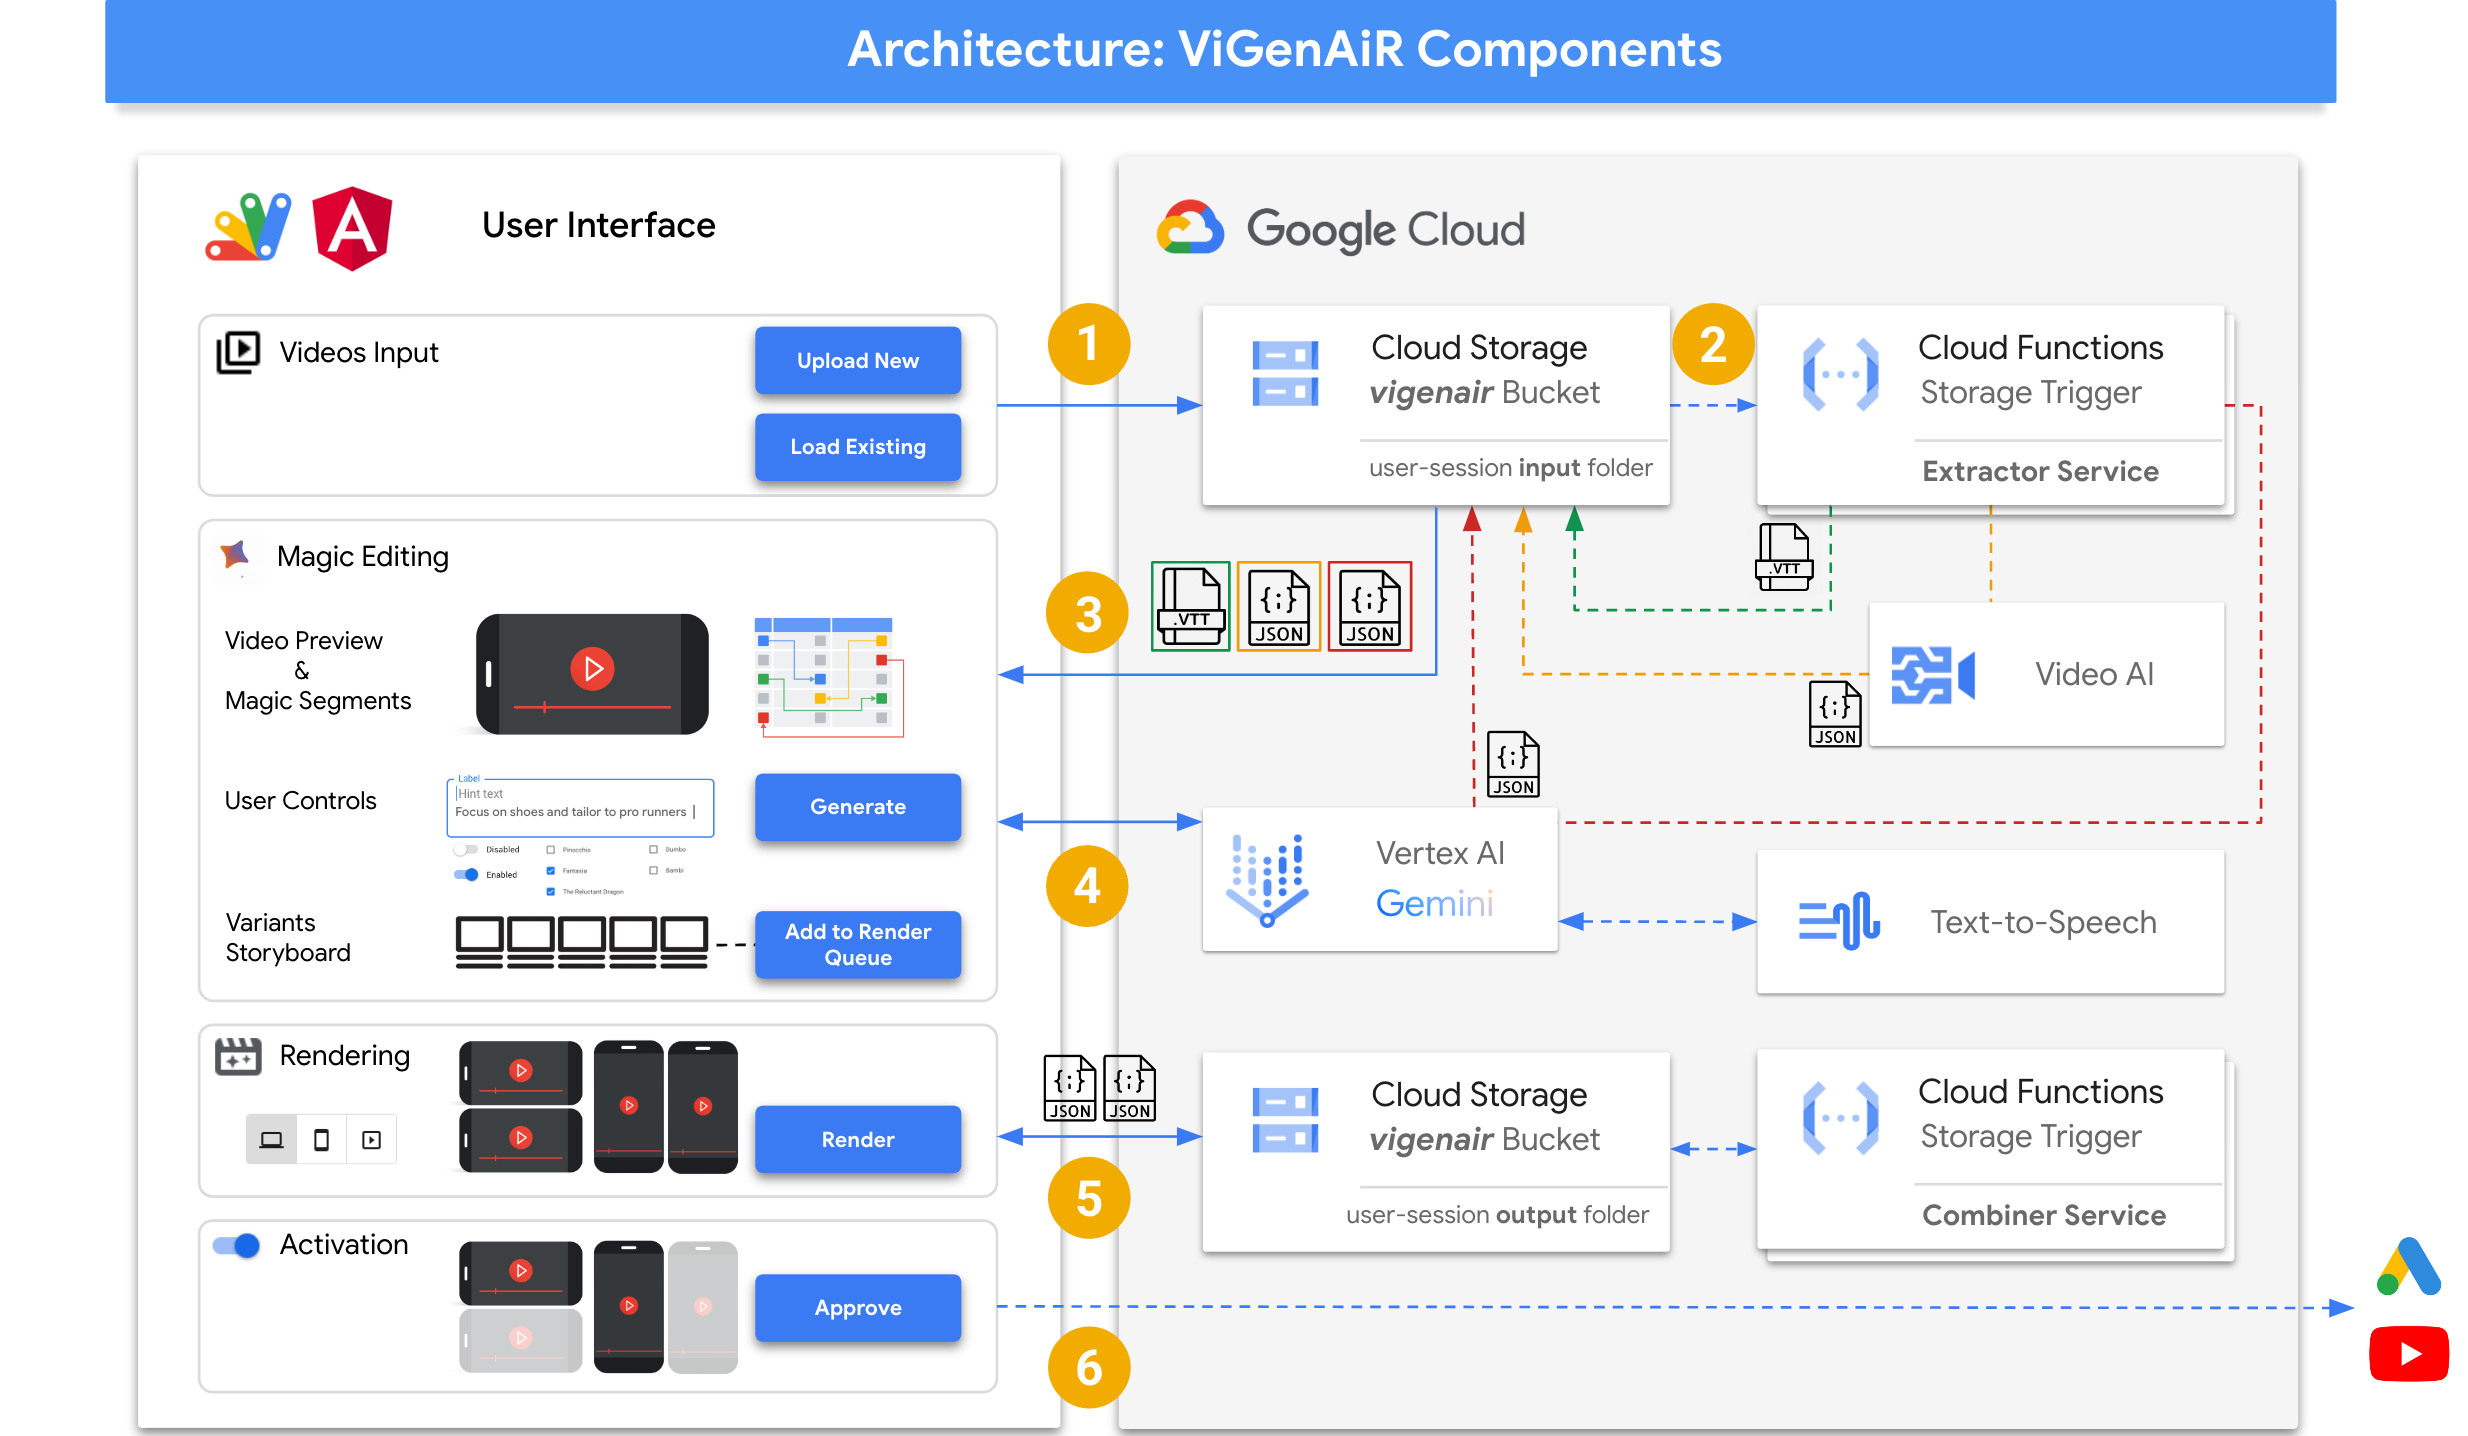 Architecture: ViGenAiR Components
User Interface
Videos Input
Upload New
Load Existing
Magic Editing
Video Preview
&
Magic Segments
User Controls
Label
Hint text
Focus on shoes and tailor to pro runners
Disabled
Enabled
Pinocchio
Fantasia
The Reluctant Dragon
Dumbo
Bambi
Generate
Variants
Storyboard
Add to Render
Queue
Rendering
Render
Activation
Approve
1
2
3
4
5
6
Google Cloud
Cloud Storage
vigenair Bucket
user-session input folder
Cloud Functions
Storage Trigger
Extractor Service
.VTT
{;}
JSON
{;}
JSON
.VTT
Video AI
{;}
JSON
{;}
JSON
Vertex AI
Gemini
Text-to-Speech
{;}
JSON
{;}
JSON
Cloud Storage
vigenair Bucket
user-session output folder
Cloud Functions
Storage Trigger
Combiner Service